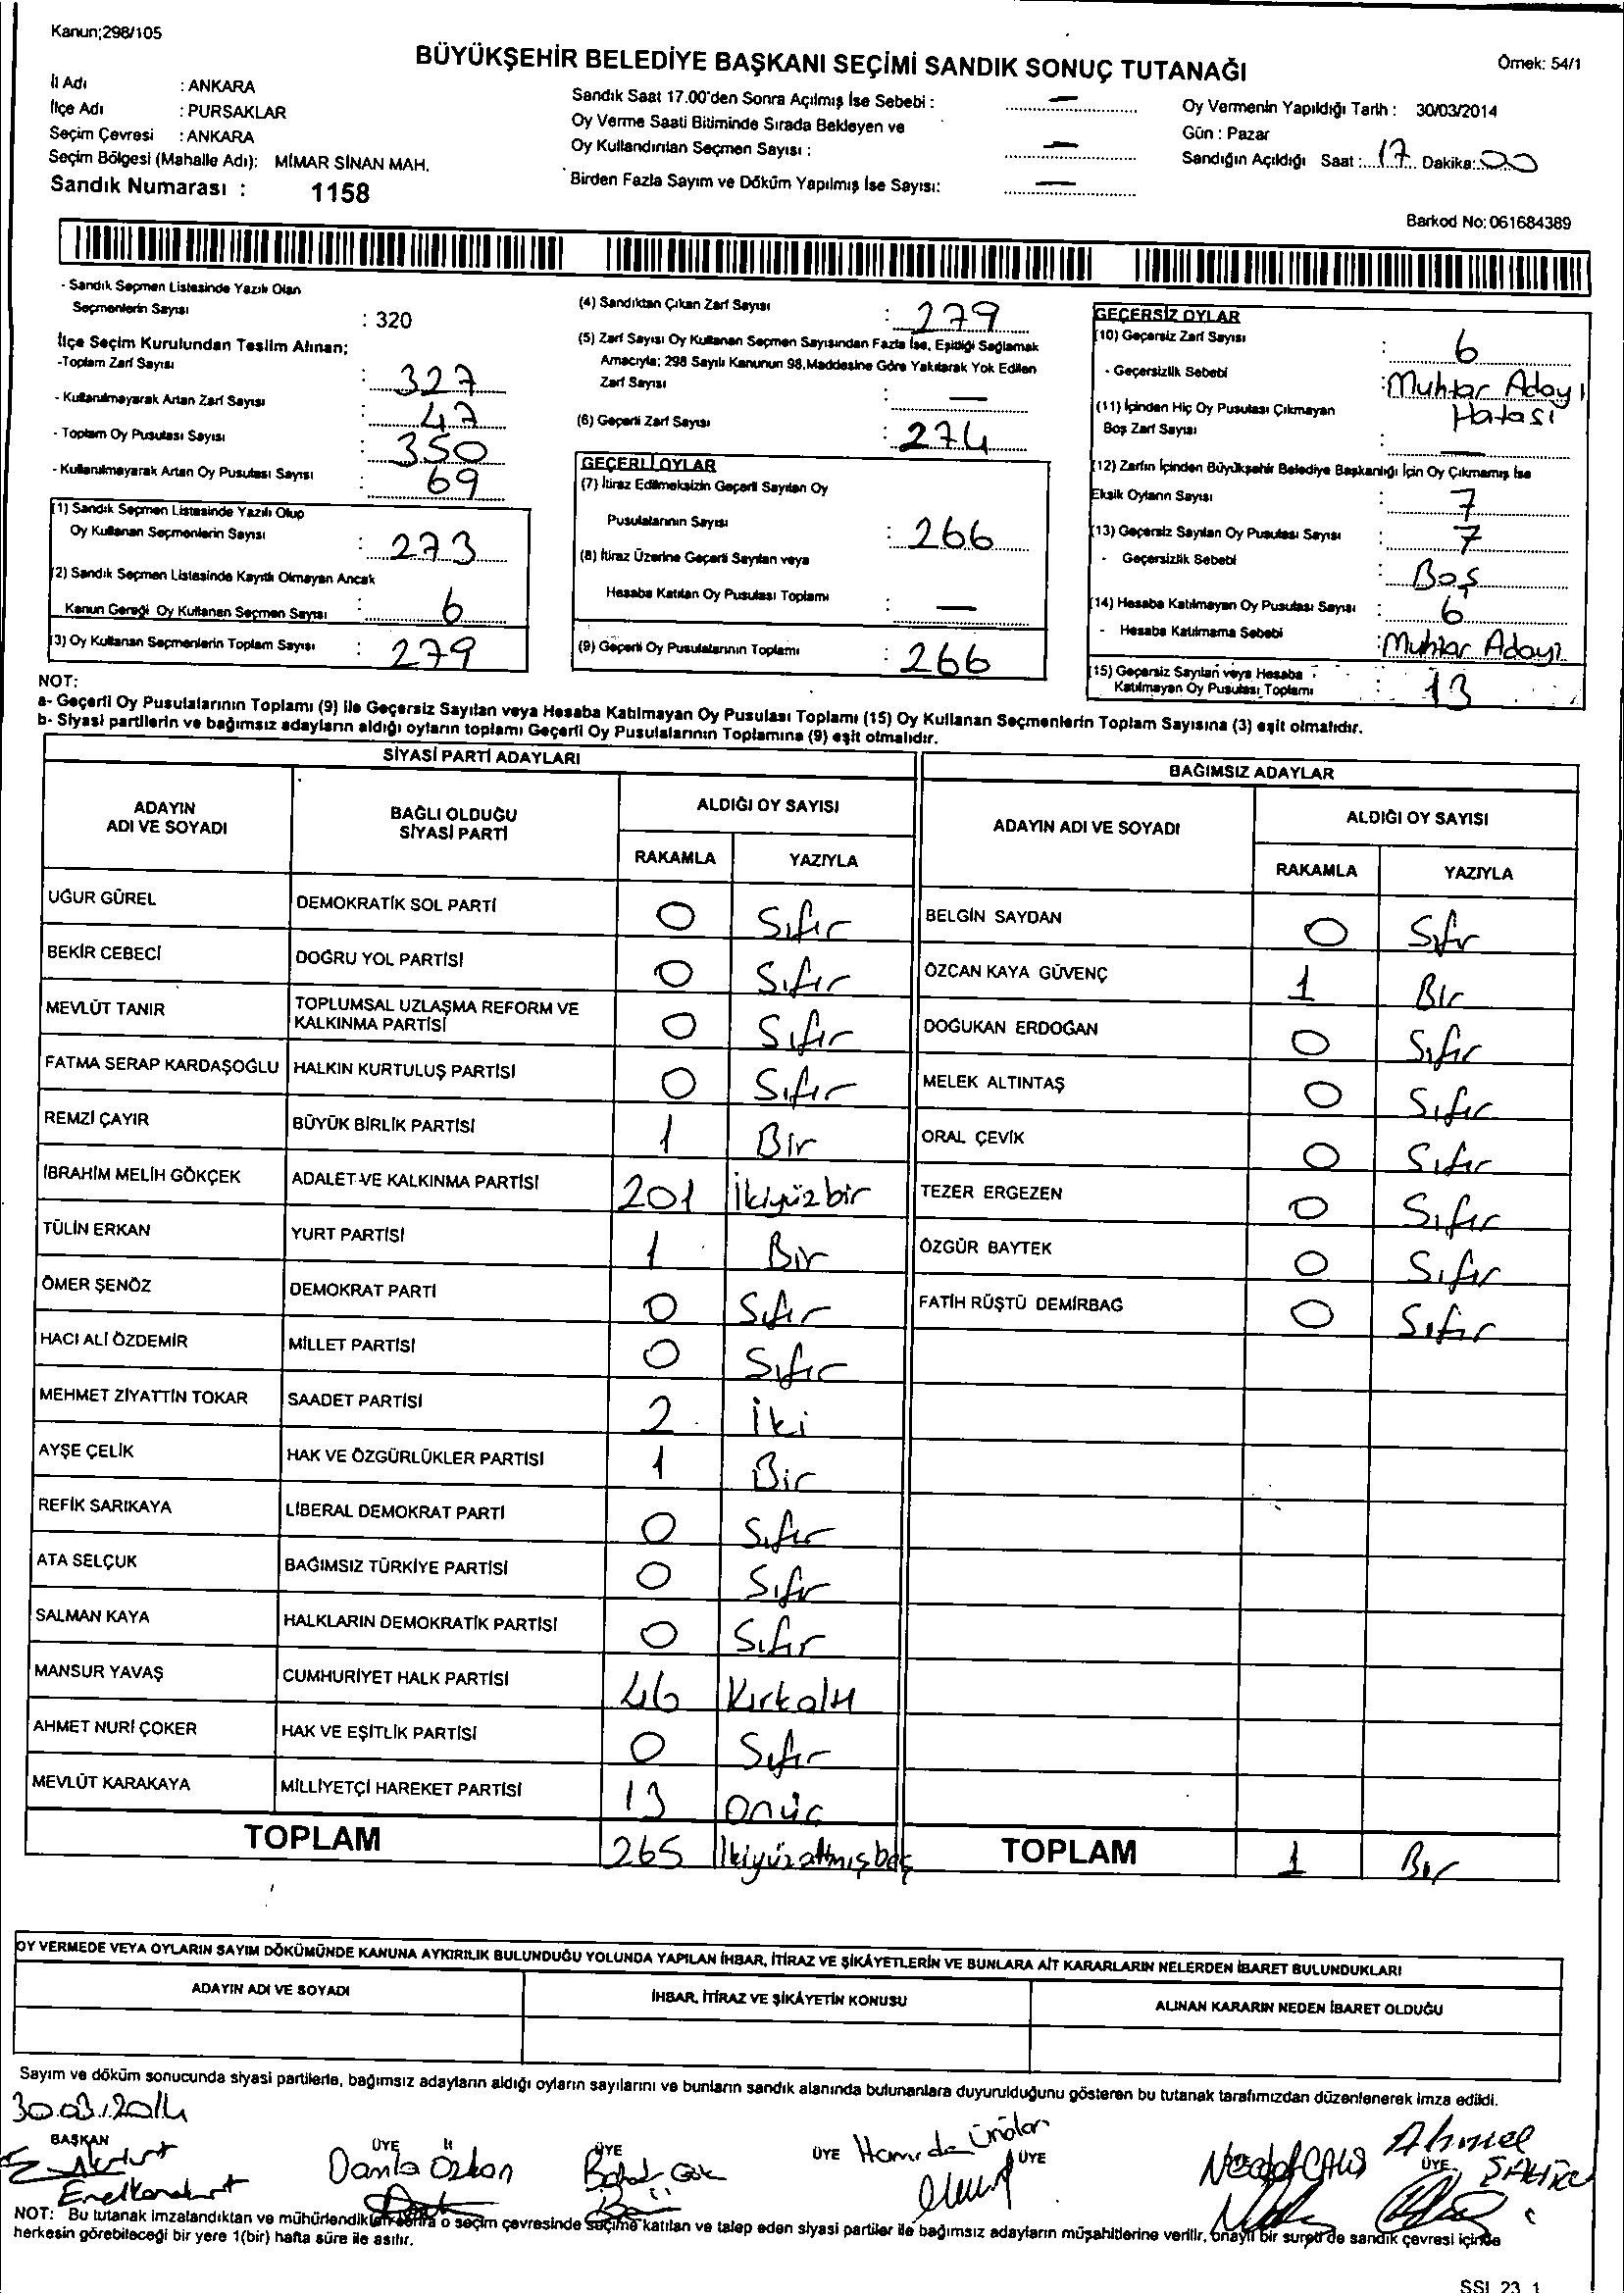 Kanun;298/105
BÜYÜKŞEHİR BELEDİYE BAŞKANI SEÇİMİ SANDIK SONUÇ TUTANAĞI
Örnek: 54/1
İl Adı : ANKARA
İlçe Adı : PURSAKLAR
Seçim Çevresi : ANKARA
Seçim Bölgesi (Mahalle Adı): MİMAR SİNAN MAH.
Sandık Numarası : 1158
Sandık Saat 17.00'den Sonra Açılmış İse Sebebi : —
Oy Verme Saati Bitiminde Sırada Bekleyen ve
Oy Kullandırılan Seçmen Sayısı : —
Birden Fazla Sayım ve Döküm Yapılmış İse Sayısı: —
Oy Vermenin Yapıldığı Tarih : 30/03/2014
Gün : Pazar
Sandığın Açıldığı Saat : 17 Dakika: 00
Barkod No: 061684389
- Sandık Seçmen Listesinde Yazılı Olan
Seçmenlerin Sayısı : 320
İlçe Seçim Kurulundan Teslim Alınan;
-Toplam Zarf Sayısı : 327
- Kullanılmayarak Artan Zarf Sayısı : 47
- Toplam Oy Pusulası Sayısı : 350
- Kullanılmayarak Artan Oy Pusulası Sayısı : 69
(1) Sandık Seçmen Listesinde Yazılı Olup
Oy Kullanan Seçmenlerin Sayısı : 273
(2) Sandık Seçmen Listesinde Kayıtlı Olmayan Ancak
Kanun Gereği Oy Kullanan Seçmen Sayısı : 6
(3) Oy Kullanan Seçmenlerin Toplam Sayısı : 279
(4) Sandıktan Çıkan Zarf Sayısı : 279
(5) Zarf Sayısı Oy Kullanan Seçmen Sayısından Fazla İse, Eşitliği Sağlamak
Amacıyla; 298 Sayılı Kanunun 98.Maddesine Göre Yakılarak Yok Edilen
Zarf Sayısı : —
(6) Geçerli Zarf Sayısı : 274
GEÇERLİ OYLAR
(7) İtiraz Edilmeksizin Geçerli Sayılan Oy
Pusulalarının Sayısı : 266
(8) İtiraz Üzerine Geçerli Sayılan veya
Hesaba Katılan Oy Pusulası Toplamı : —
(9) Geçerli Oy Pusulalarının Toplamı : 266
GEÇERSİZ OYLAR
(10) Geçersiz Zarf Sayısı : 6
- Geçersizlik Sebebi : Muhtar Adayı
Hatası
(11) İçinden Hiç Oy Pusulası Çıkmayan
Boş Zarf Sayısı : —
(12) Zarfın İçinden Büyükşehir Belediye Başkanlığı İçin Oy Çıkmamış İse
Eksik Oyların Sayısı : 7
(13) Geçersiz Sayılan Oy Pusulası Sayısı : 7
- Geçersizlik Sebebi : Boş
(14) Hesaba Katılmayan Oy Pusulası Sayısı : 6
- Hesaba Katılmama Sebebi : Muhtar Adayı
(15) Geçersiz Sayılan veya Hesaba
Katılmayan Oy Pusulası Toplamı : 13
NOT:
a- Geçerli Oy Pusulalarının Toplamı (9) ile Geçersiz Sayılan veya Hesaba Katılmayan Oy Pusulası Toplamı (15) Oy Kullanan Seçmenlerin Toplam Sayısına (3) eşit olmalıdır.
b- Siyasi partilerin ve bağımsız adayların aldığı oyların toplamı Geçerli Oy Pusulalarının Toplamına (9) eşit olmalıdır.
SİYASİ PARTİ ADAYLARI
ADAYIN ADI VE SOYADI
BAĞLI OLDUĞU SİYASİ PARTİ
ALDIĞI OY SAYISI
RAKAMLA YAZIYLA
UĞUR GÜREL DEMOKRATİK SOL PARTİ 0 Sıfır
BEKİR CEBECİ DOĞRU YOL PARTİSİ 0 Sıfır
MEVLÜT TANIR TOPLUMSAL UZLAŞMA REFORM VE KALKINMA PARTİSİ 0 Sıfır
FATMA SERAP KARDAŞOĞLU HALKIN KURTULUŞ PARTİSİ 0 Sıfır
REMZİ ÇAYIR BÜYÜK BİRLİK PARTİSİ 1 Bir
İBRAHİM MELİH GÖKÇEK ADALET VE KALKINMA PARTİSİ 201 İkiyüzbir
TÜLİN ERKAN YURT PARTİSİ 1 Bir
ÖMER ŞENÖZ DEMOKRAT PARTİ 0 Sıfır
HACI ALİ ÖZDEMİR MİLLET PARTİSİ 0 Sıfır
MEHMET ZİYATTİN TOKAR SAADET PARTİSİ 2 İki
AYŞE ÇELİK HAK VE ÖZGÜRLÜKLER PARTİSİ 1 Bir
REFİK SARIKAYA LİBERAL DEMOKRAT PARTİ 0 Sıfır
ATA SELÇUK BAĞIMSIZ TÜRKİYE PARTİSİ 0 Sıfır
SALMAN KAYA HALKLARIN DEMOKRATİK PARTİSİ 0 Sıfır
MANSUR YAVAŞ CUMHURİYET HALK PARTİSİ 46 Kırkaltı
AHMET NURİ ÇOKER HAK VE EŞİTLİK PARTİSİ 0 Sıfır
MEVLÜT KARAKAYA MİLLİYETÇİ HAREKET PARTİSİ 13 Onüç
TOPLAM 265 İkiyüzatmışbeş
BAĞIMSIZ ADAYLAR
ADAYIN ADI VE SOYADI
ALDIĞI OY SAYISI
RAKAMLA YAZIYLA
BELGİN SAYDAN 0 Sıfır
ÖZCAN KAYA GÜVENÇ 1 Bir
DOĞUKAN ERDOĞAN 0 Sıfır
MELEK ALTINTAŞ 0 Sıfır
ORAL ÇEVİK 0 Sıfır
TEZER ERGEZEN 0 Sıfır
ÖZGÜR BAYTEK 0 Sıfır
FATİH RÜŞTÜ DEMİRBAĞ 0 Sıfır
TOPLAM 1 Bir
OY VERMEDE VEYA OYLARIN SAYIM DÖKÜMÜNDE KANUNA AYKIRILIK BULUNDUĞU YOLUNDA YAPILAN İHBAR, İTİRAZ VE ŞİKÂYETLERİN VE BUNLARA AİT KARARLARIN NELERDEN İBARET BULUNDUKLARI
ADAYIN ADI VE SOYADI İHBAR, İTİRAZ VE ŞİKÂYETİN KONUSU ALINAN KARARIN NEDEN İBARET OLDUĞU
Sayım ve döküm sonucunda siyasi partilerle, bağımsız adayların aldığı oyların sayılarını ve bunların sandık alanında bulunanlara duyurulduğunu gösteren bu tutanak tarafımızdan düzenlenerek imza edildi.
30.03.2014
BAŞKAN ÜYE ÜYE ÜYE ÜYE ÜYE
Damla Özkan Hamide Ahmet
NOT: Bu tutanak imzalandıktan ve mühürlendikten sonra o seçim çevresinde seçime katılan ve talep eden siyasi partiler ile bağımsız adayların müşahitlerine verilir, onaylı bir sureti de sandık çevresi içinde
herkesin görebileceği bir yere 1(bir) hafta süre ile asılır.
SSI_23_1